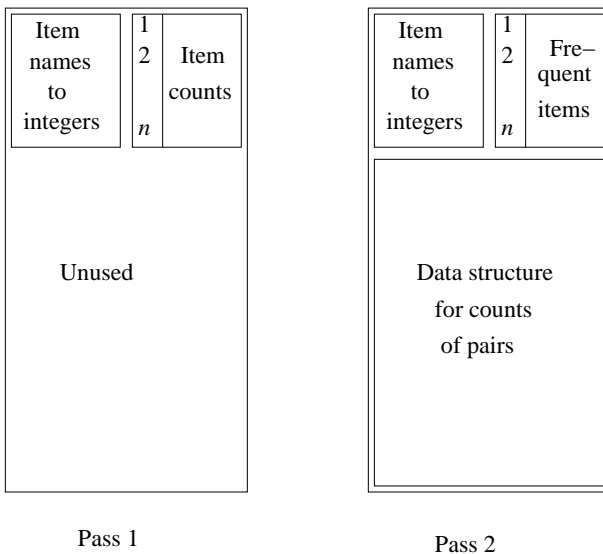 Item
names
to
integers
1
2
n
Item
counts
Unused
Pass 1
Item
names
to
integers
1
2
n
Fre–
quent
items
Data structure
for counts
of pairs
Pass 2